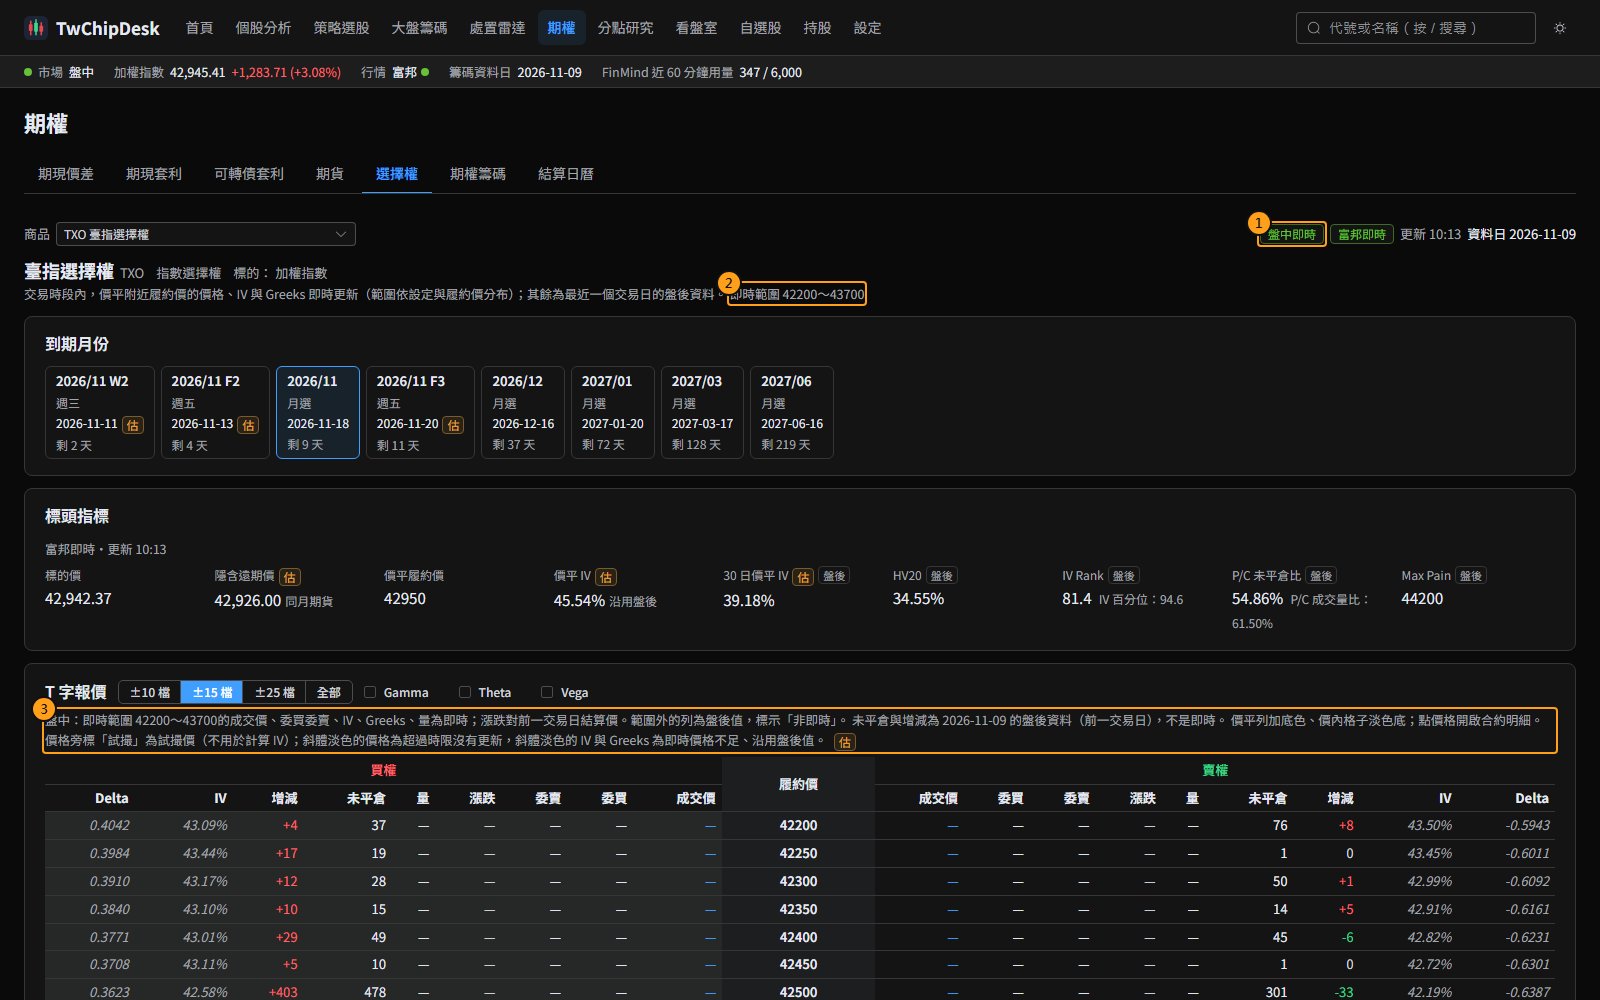 TwChipDesk 首頁 個股分析 策略選股 大盤籌碼 處置雷達 期權 分點研究 看盤室 自選股 持股 設定 代號或名稱 ( 按 / 搜尋 )
市場 盤中 加權指數 42,945.41 +1,283.71 (+3.08%) 行情 富邦 籌碼資料日 2026-11-09 FinMind 近 60 分鐘用量 347 / 6,000
期權
期現價差 期現套利 可轉債套利 期貨 選擇權 期權籌碼 結算日曆
商品 TXO 臺指選擇權 1 盤中即時 富邦即時 更新 10:13 資料日 2026-11-09
臺指選擇權 TXO 指數選擇權 標的： 加權指數 2
交易時段內，價平附近履約價的價格、IV 與 Greeks 即時更新（範圍依設定與履約價分布）；其餘為最近一個交易日的盤後資料。即時範圍 42200～43700
到期月份
2026/11 W2 2026/11 F2 2026/11 2026/11 F3 2026/12 2027/01 2027/03 2027/06
週三 週五 月選 週五 月選 月選 月選 月選
2026-11-11 估 2026-11-13 估 2026-11-18 2026-11-20 估 2026-12-16 2027-01-20 2027-03-17 2027-06-16
剩 2 天 剩 4 天 剩 9 天 剩 11 天 剩 37 天 剩 72 天 剩 128 天 剩 219 天
標頭指標
富邦即時・更新 10:13
標的價 隱含遠期價 估 價平履約價 價平 IV 估 30 日價平 IV 估 盤後 HV20 盤後 IV Rank 盤後 P/C 未平倉比 盤後 Max Pain 盤後
42,942.37 42,926.00 同月期貨 42950 45.54% 沿用盤後 39.18% 34.55% 81.4 IV 百分位：94.6 54.86% P/C 成交量比： 44200
61.50%
T 字報價 ±10 檔 ±15 檔 ±25 檔 全部 Gamma Theta Vega
3
盤中：即時範圍 42200～43700的成交價、委買委賣、IV、Greeks、量為即時；漲跌對前一交易日結算價。範圍外的列為盤後值，標示「非即時」。 未平倉與增減為 2026-11-09 的盤後資料（前一交易日），不是即時。 價平列加底色、價內格子淡色底；點價格開啟合約明細。
價格旁標「試撮」為試撮價（不用於計算 IV）；斜體淡色的價格為超過時限沒有更新，斜體淡色的 IV 與 Greeks 為即時價格不足、沿用盤後值。 估
買權 履約價 賣權
Delta IV 增減 未平倉 量 漲跌 委賣 委買 成交價 成交價 委買 委賣 漲跌 量 未平倉 增減 IV Delta
0.4042 43.09% +4 37 — — — — — 42200 — — — — — 76 +8 43.50% -0.5943
0.3984 43.44% +17 19 — — — — — 42250 — — — — — 1 0 43.45% -0.6011
0.3910 43.17% +12 28 — — — — — 42300 — — — — — 50 +1 42.99% -0.6092
0.3840 43.10% +10 15 — — — — — 42350 — — — — — 14 +5 42.91% -0.6161
0.3771 43.01% +29 49 — — — — — 42400 — — — — — 45 -6 42.82% -0.6231
0.3708 43.11% +5 10 — — — — — 42450 — — — — — 1 0 42.72% -0.6301
0.3623 42.58% +403 478 — — — — — 42500 — — — — — 301 -33 42.19% -0.6387